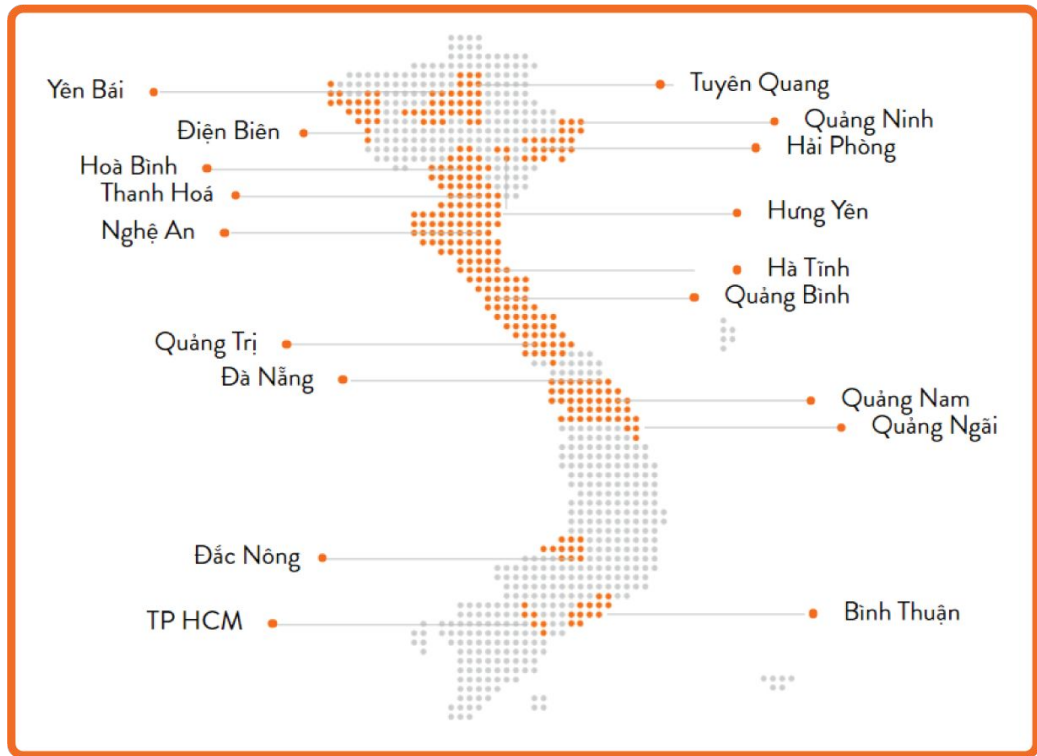 Yên Bái
Tuyên Quang
Điện Biên
Quảng Ninh
Hải Phòng
Hoà Bình
Thanh Hoá
Hưng Yên
Nghệ An
Hà Tĩnh
Quảng Bình
Quảng Trị
Đà Nẵng
Quảng Nam
Quảng Ngãi
Đắc Nông
TP HCM
Bình Thuận